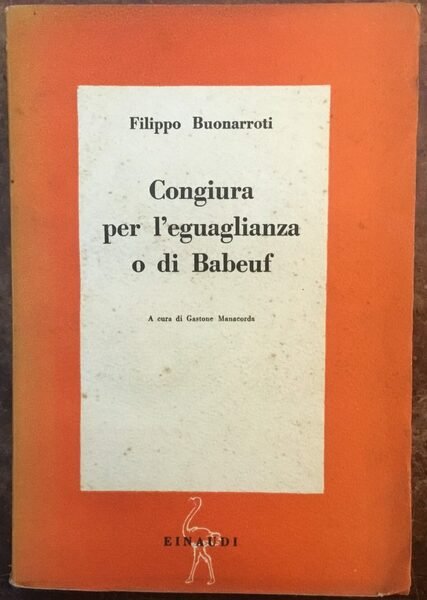 Filippo Buonarroti
Congiura
per l'eguaglianza
o di Babeuf
A cura di Gastone Manacorda
EINAUDI